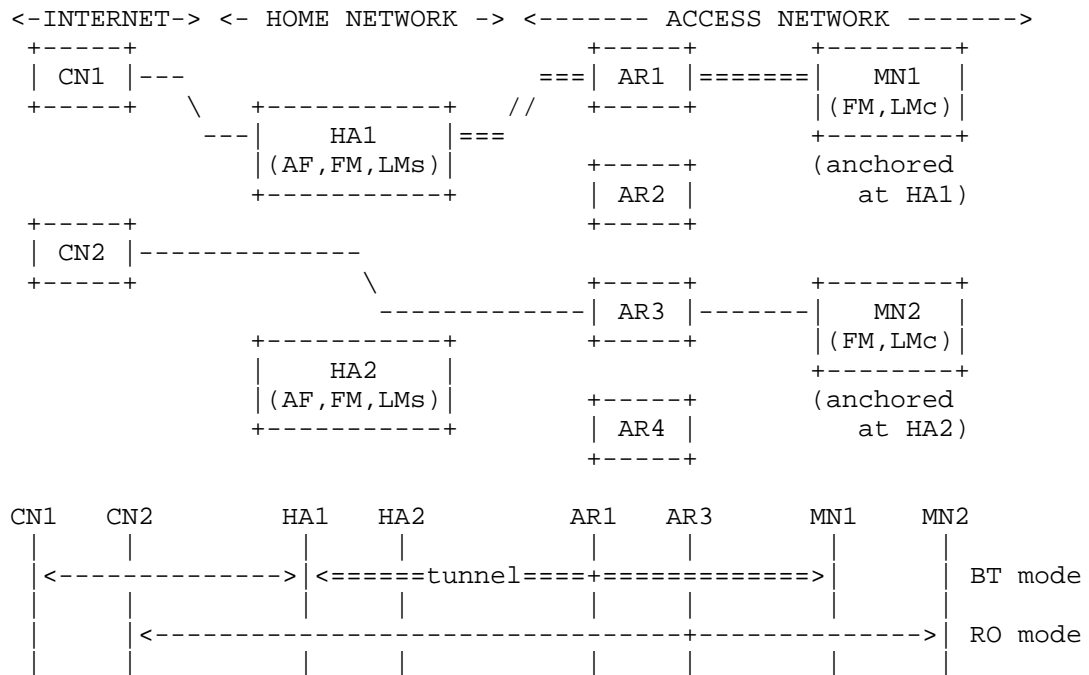 <-INTERNET-> <- HOME NETWORK -> <------- ACCESS NETWORK ------->
CN1 AR1 MN1
(FM,LMc)
HA1
(AF,FM,LMs) (anchored
AR2 at HA1)
CN2
AR3 MN2
(FM,LMc)
HA2
(AF,FM,LMs) (anchored
AR4 at HA2)
CN1 CN2 HA1 HA2 AR1 AR3 MN1 MN2
<-------------->|<======tunnel====+=============>| BT mode
<---------------------------------+------------>| RO mode